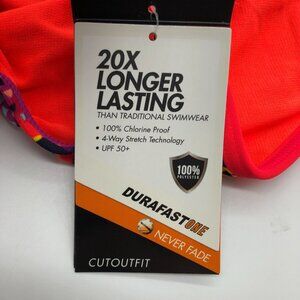 20X
LONGER
LASTING
THAN TRADITIONAL SWIMWEAR
• 100% Chlorine Proof
• 4-Way Stretch Technology
• UPF 50+
100%
POLYESTER
DURAFASTONE
NEVER FADE
CUTOUTFIT